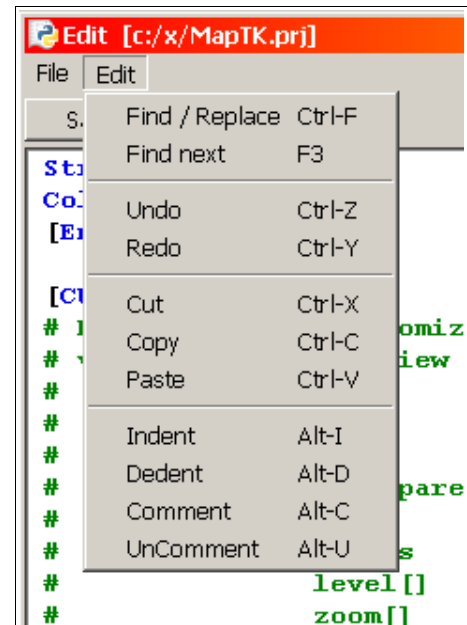 Edit [c:/x/MapTK.prj]
File Edit
S
Find / Replace Ctrl-F
Find next F3
Undo Ctrl-Z
Redo Ctrl-Y
Cut Ctrl-X
Copy Ctrl-C
Paste Ctrl-V
Indent Alt-I
Dedent Alt-D
Comment Alt-C
UnComment Alt-U
#
#
#
#
#
#
#
#
# level[]
# zoom[]